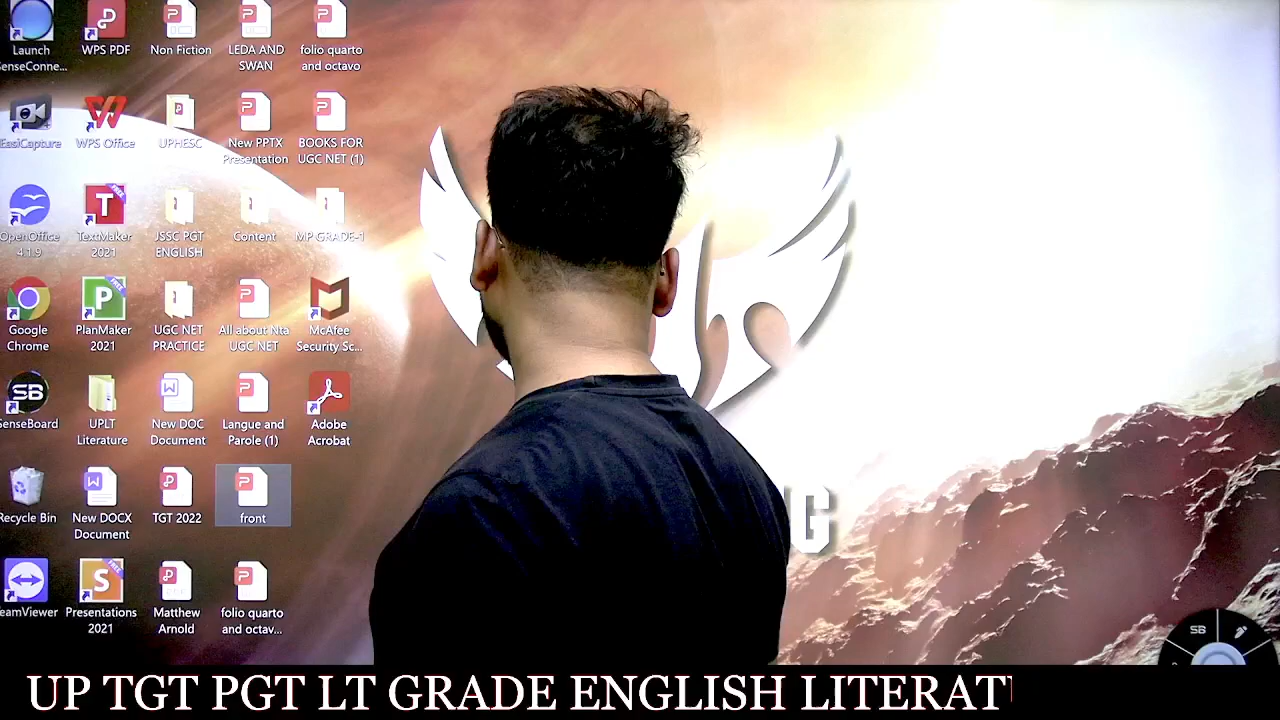 Launch
SenseConne...
WPS PDF
Non Fiction
LEDA AND
SWAN
folio quarto
and octavo
EasiCapture
WPS Office
UPHESC
New PPTX
Presentation
BOOKS FOR
UGC NET (1)
OpenOffice
4.1.9
TextMaker
2021
JSSC PGT
ENGLISH
Content
MP GRADE-1
Google
Chrome
PlanMaker
2021
UGC NET
PRACTICE
All about Nta
UGC NET
McAfee
Security Sc...
SenseBoard
UPLT
Literature
New DOC
Document
Langue and
Parole (1)
Adobe
Acrobat
Recycle Bin
New DOCX
Document
TGT 2022
front
TeamViewer
Presentations
2021
Matthew
Arnold
folio quarto
and octav...
G
SB
UP TGT PGT LT GRADE ENGLISH LITERAT